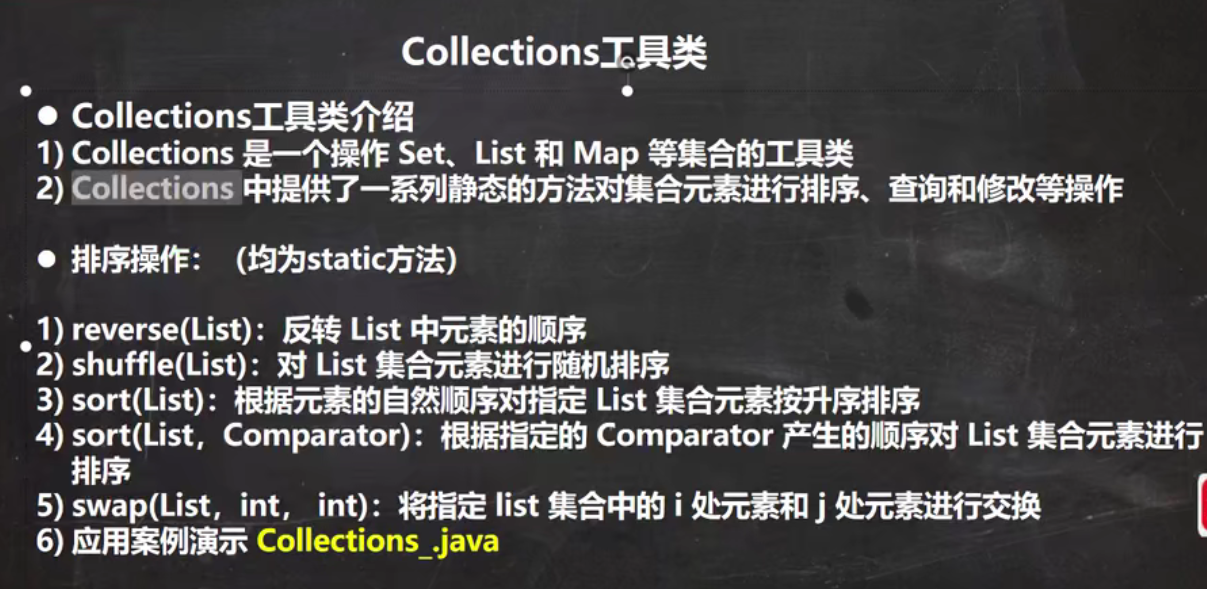 Collections工具类
● Collections工具类介绍
1) Collections 是一个操作 Set、List 和 Map 等集合的工具类
2) Collections 中提供了一系列静态的方法对集合元素进行排序、查询和修改等操作
● 排序操作：（均为static方法）
1) reverse(List)：反转 List 中元素的顺序
2) shuffle(List)：对 List 集合元素进行随机排序
3) sort(List)：根据元素的自然顺序对指定 List 集合元素按升序排序
4) sort(List，Comparator)：根据指定的 Comparator 产生的顺序对 List 集合元素进行
排序
5) swap(List，int， int)：将指定 list 集合中的 i 处元素和 j 处元素进行交换
6) 应用案例演示 Collections_.java